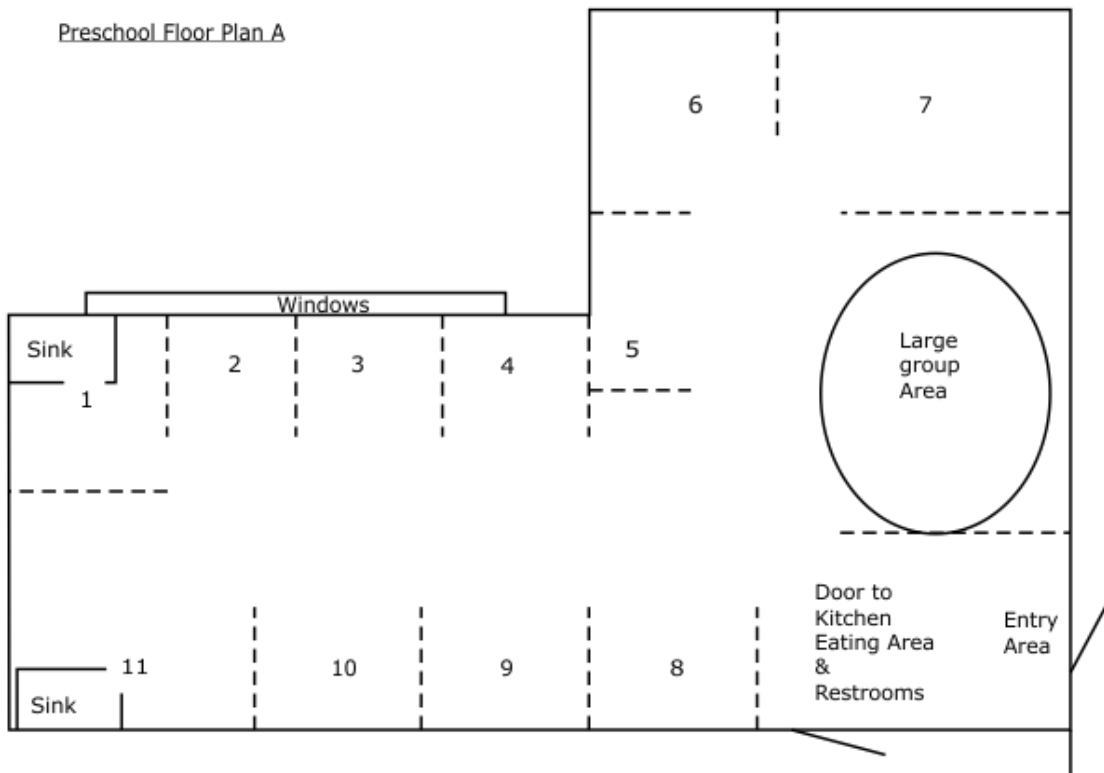 Preschool Floor Plan A
6
7
Windows
Sink
1
2
3
4
5
Large
group
Area
Door to
Kitchen
Eating Area
&
Restrooms
Entry
Area
11
10
9
8
Sink